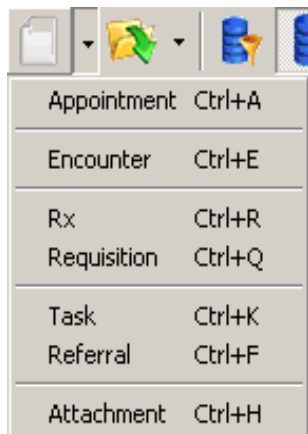 Appointment Ctrl+A
Encounter Ctrl+E
Rx Ctrl+R
Requisition Ctrl+Q
Task Ctrl+K
Referral Ctrl+F
Attachment Ctrl+H